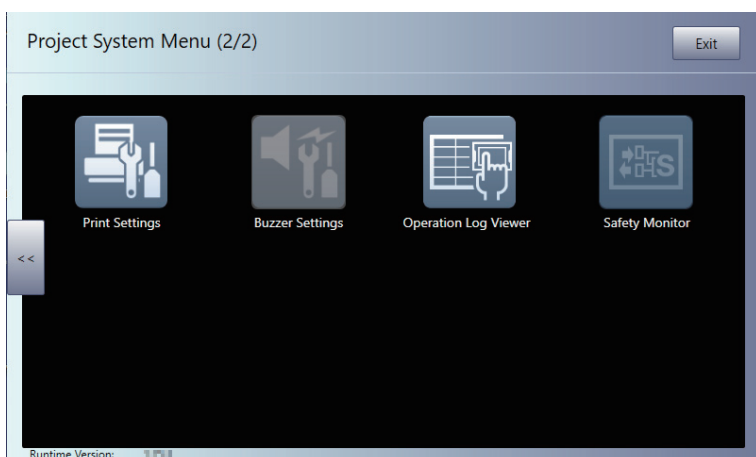 Project System Menu (2/2)
Exit
Print Settings
Buzzer Settings
Operation Log Viewer
S
Safety Monitor
<<
Runtime Version: